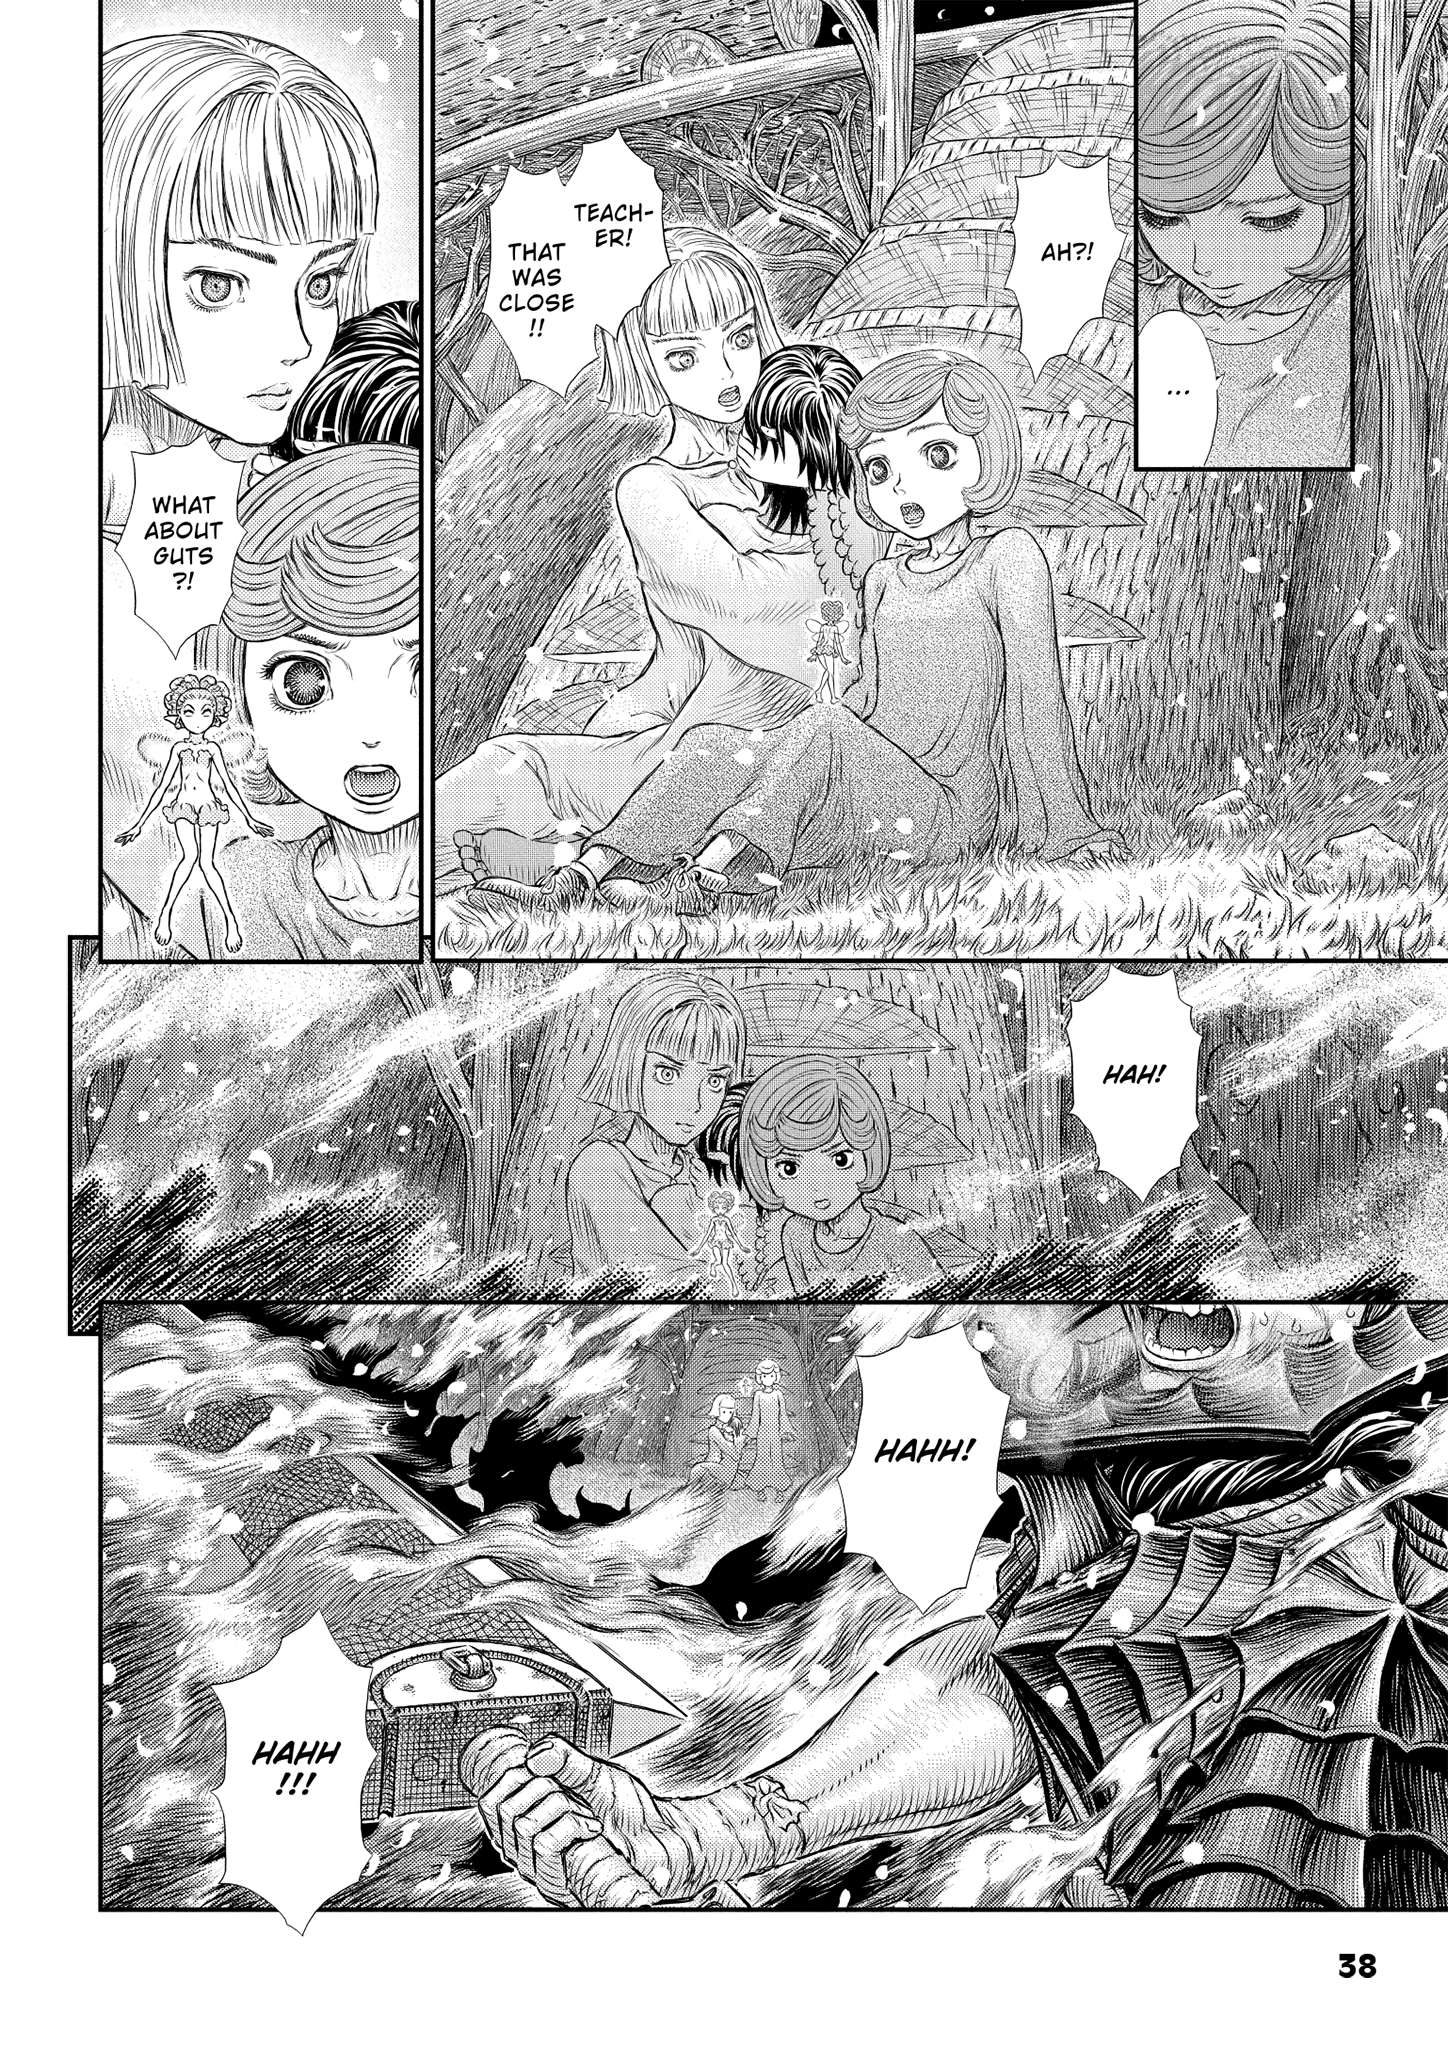 ...
AH?!
TEACH-
ER!
THAT
WAS
CLOSE
!!
WHAT
ABOUT
GUTS
?!
HAH!
HAHH!
HAHH
!!!
38